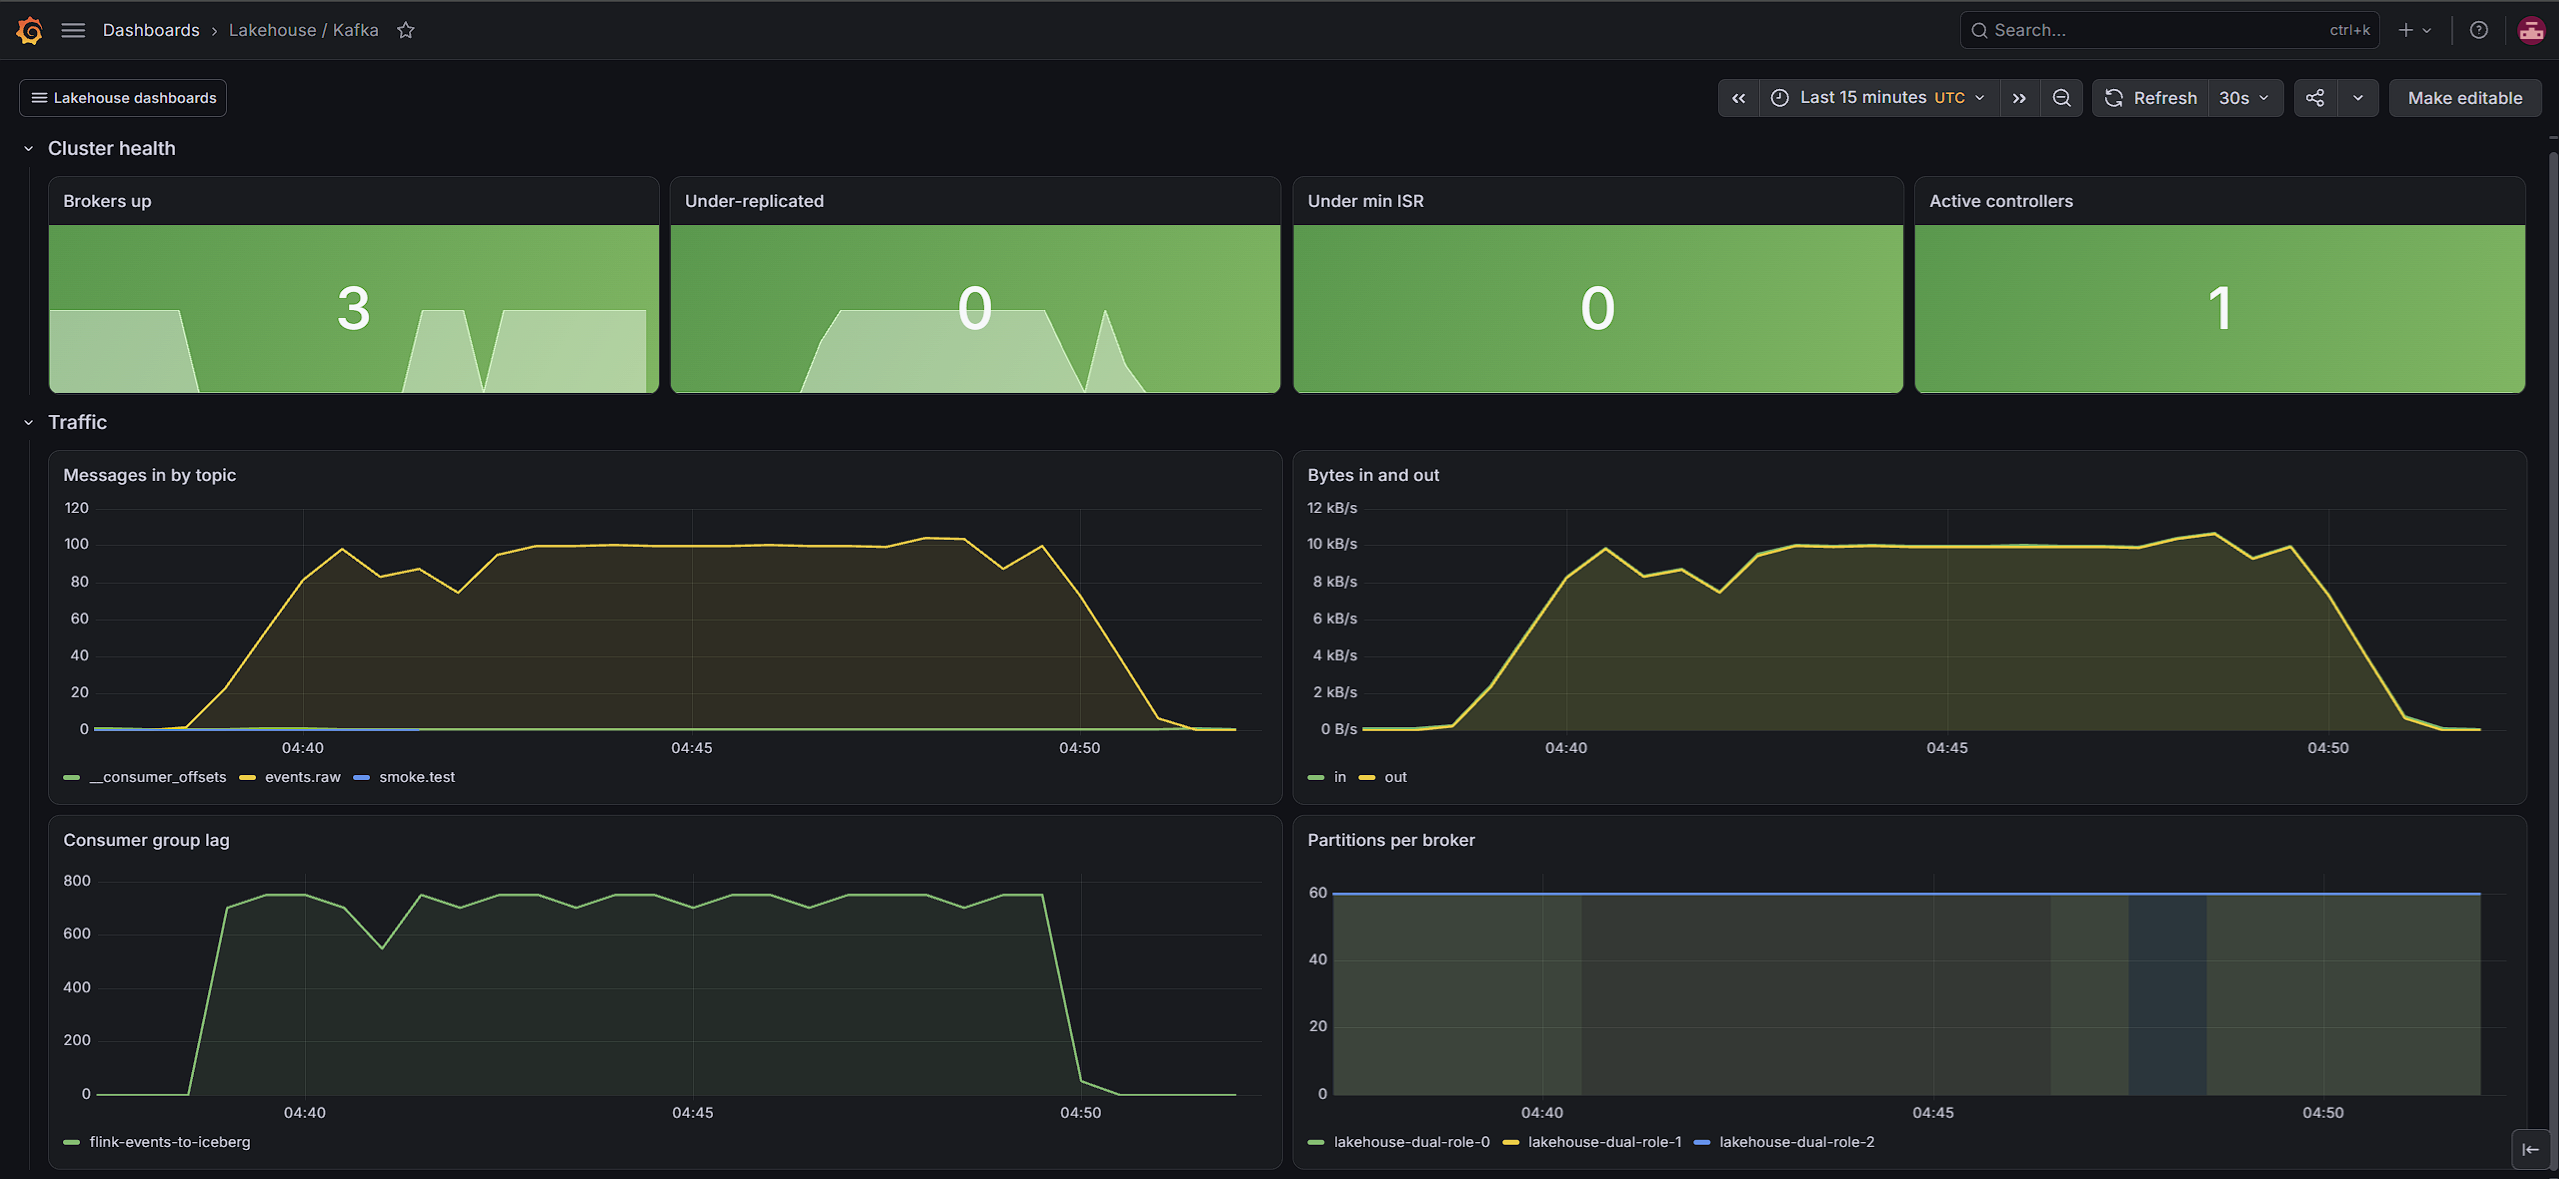 Dashboards › Lakehouse / Kafka
Search... ctrl+k
Lakehouse dashboards
Last 15 minutes UTC
Refresh 30s
Make editable
Cluster health
Brokers up
3
Under-replicated
0
Under min ISR
0
Active controllers
1
Traffic
Messages in by topic
120
100
80
60
40
20
0
04:40 04:45 04:50
__consumer_offsets events.raw smoke.test
Bytes in and out
12 kB/s
10 kB/s
8 kB/s
6 kB/s
4 kB/s
2 kB/s
0 B/s
04:40 04:45 04:50
in out
Consumer group lag
800
600
400
200
0
04:40 04:45 04:50
flink-events-to-iceberg
Partitions per broker
60
40
20
0
04:40 04:45 04:50
lakehouse-dual-role-0 lakehouse-dual-role-1 lakehouse-dual-role-2